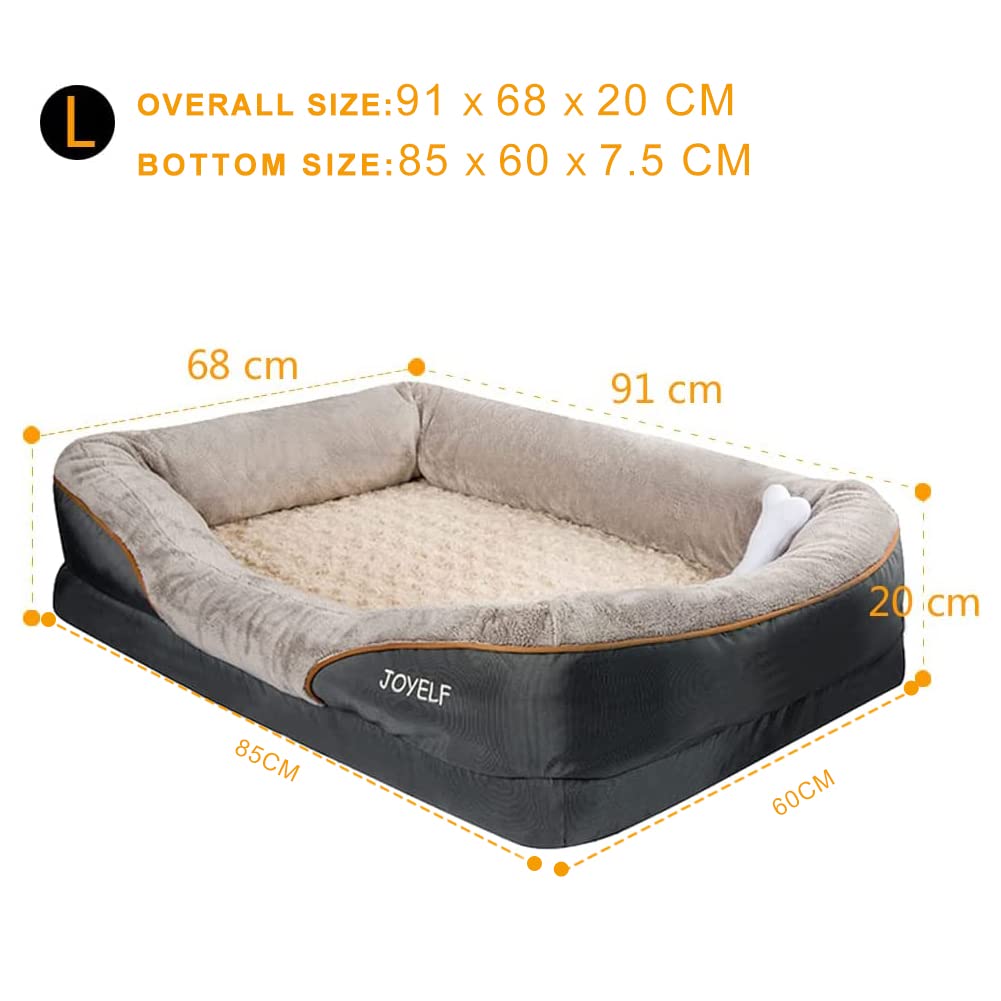 L
OVERALL SIZE:91 x 68 x 20 CM
BOTTOM SIZE:85 x 60 x 7.5 CM
68 cm
91 cm
20 cm
JOYELF
85CM
60CM